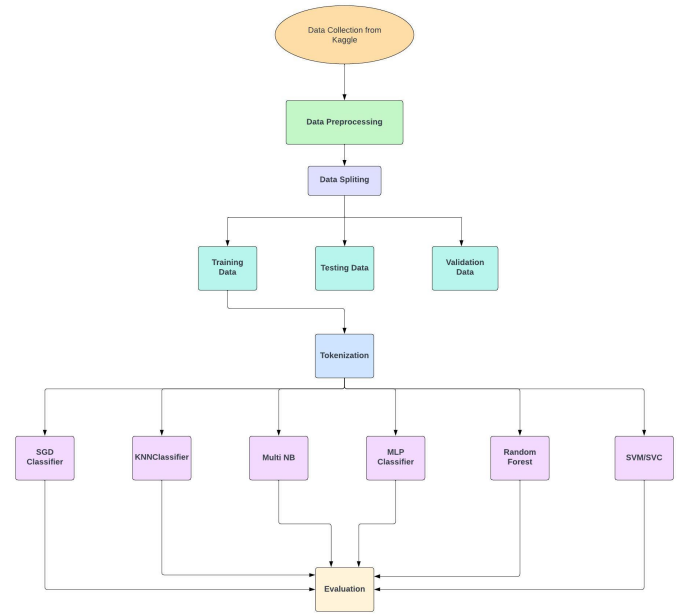 Data Collection from
Kaggle
Data Preprocessing
Data Spliting
Training
Data
Testing Data
Validation
Data
Tokenization
SGD
Classifier
KNNClassifier
Multi NB
MLP
Classifier
Random
Forest
SVM/SVC
Evaluation